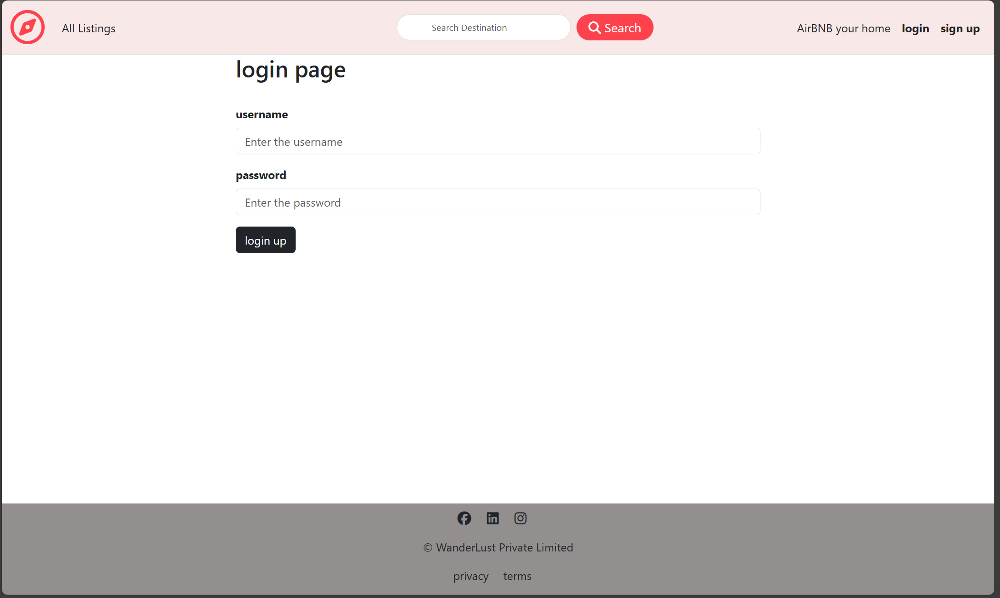 All Listings
Search Destination
Search
AirBNB your home
login
sign up
login page
username
Enter the username
password
Enter the password
login up
© WanderLust Private Limited
privacy
terms